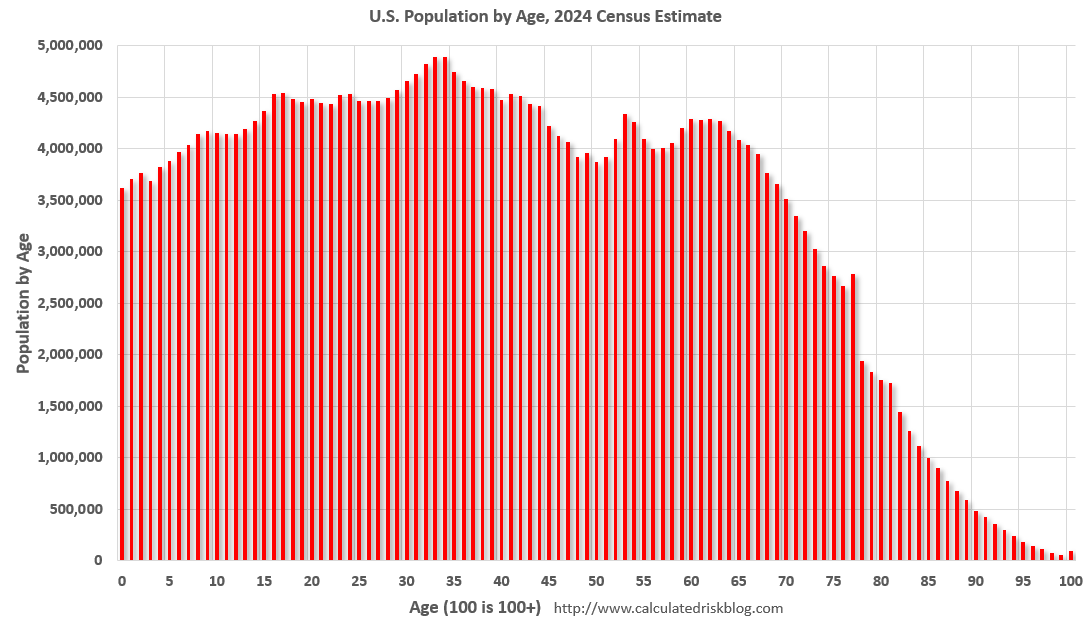 U.S. Population by Age, 2024 Census Estimate
5,000,000
4,500,000
4,000,000
3,500,000
3,000,000
2,500,000
2,000,000
1,500,000
1,000,000
500,000
0
Population by Age
0 5 10 15 20 25 30 35 40 45 50 55 60 65 70 75 80 85 90 95 100
Age (100 is 100+) http://www.calculatedriskblog.com